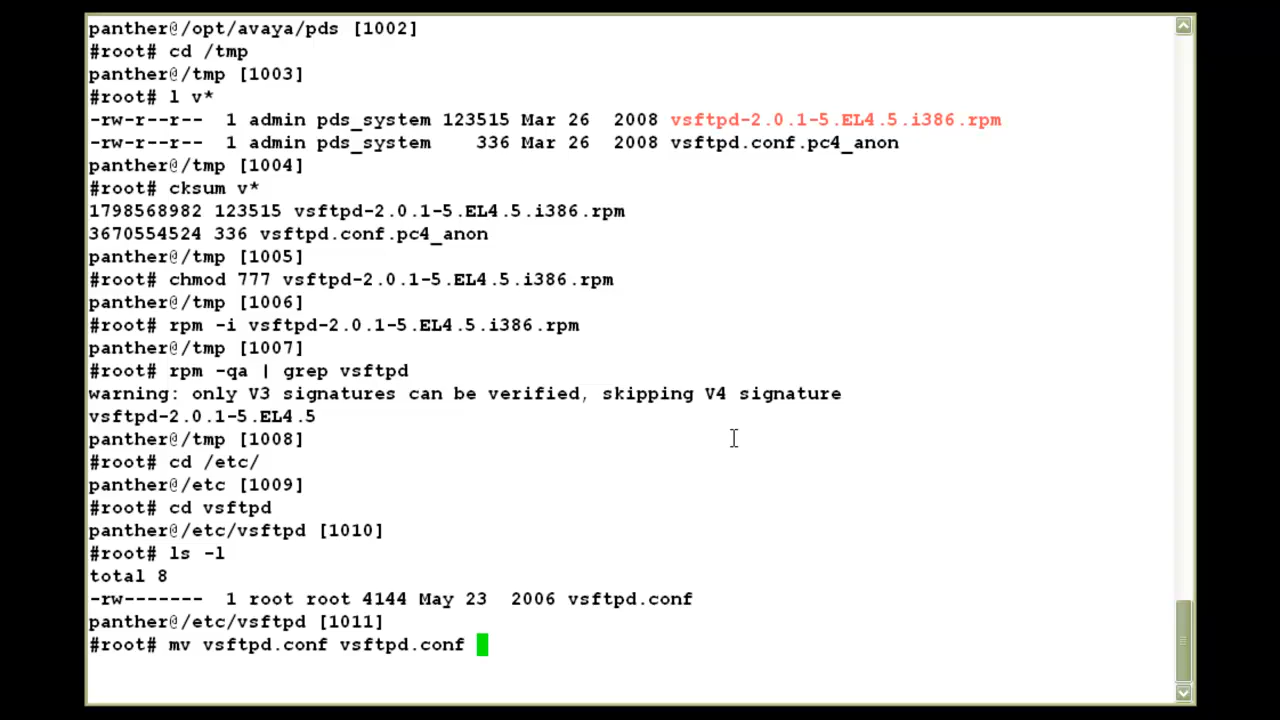 panther@/opt/avaya/pds [1002]
#root# cd /tmp
panther@/tmp [1003]
#root# l v*
-rw-r--r--  1 admin pds_system 123515 Mar 26  2008 vsftpd-2.0.1-5.EL4.5.i386.rpm
-rw-r--r--  1 admin pds_system    336 Mar 26  2008 vsftpd.conf.pc4_anon
panther@/tmp [1004]
#root# cksum v*
1798568982 123515 vsftpd-2.0.1-5.EL4.5.i386.rpm
3670554524 336 vsftpd.conf.pc4_anon
panther@/tmp [1005]
#root# chmod 777 vsftpd-2.0.1-5.EL4.5.i386.rpm
panther@/tmp [1006]
#root# rpm -i vsftpd-2.0.1-5.EL4.5.i386.rpm
panther@/tmp [1007]
#root# rpm -qa | grep vsftpd
warning: only V3 signatures can be verified, skipping V4 signature
vsftpd-2.0.1-5.EL4.5
panther@/tmp [1008]
#root# cd /etc/
panther@/etc [1009]
#root# cd vsftpd
panther@/etc/vsftpd [1010]
#root# ls -l
total 8
-rw-------  1 root root 4144 May 23  2006 vsftpd.conf
panther@/etc/vsftpd [1011]
#root# mv vsftpd.conf vsftpd.conf